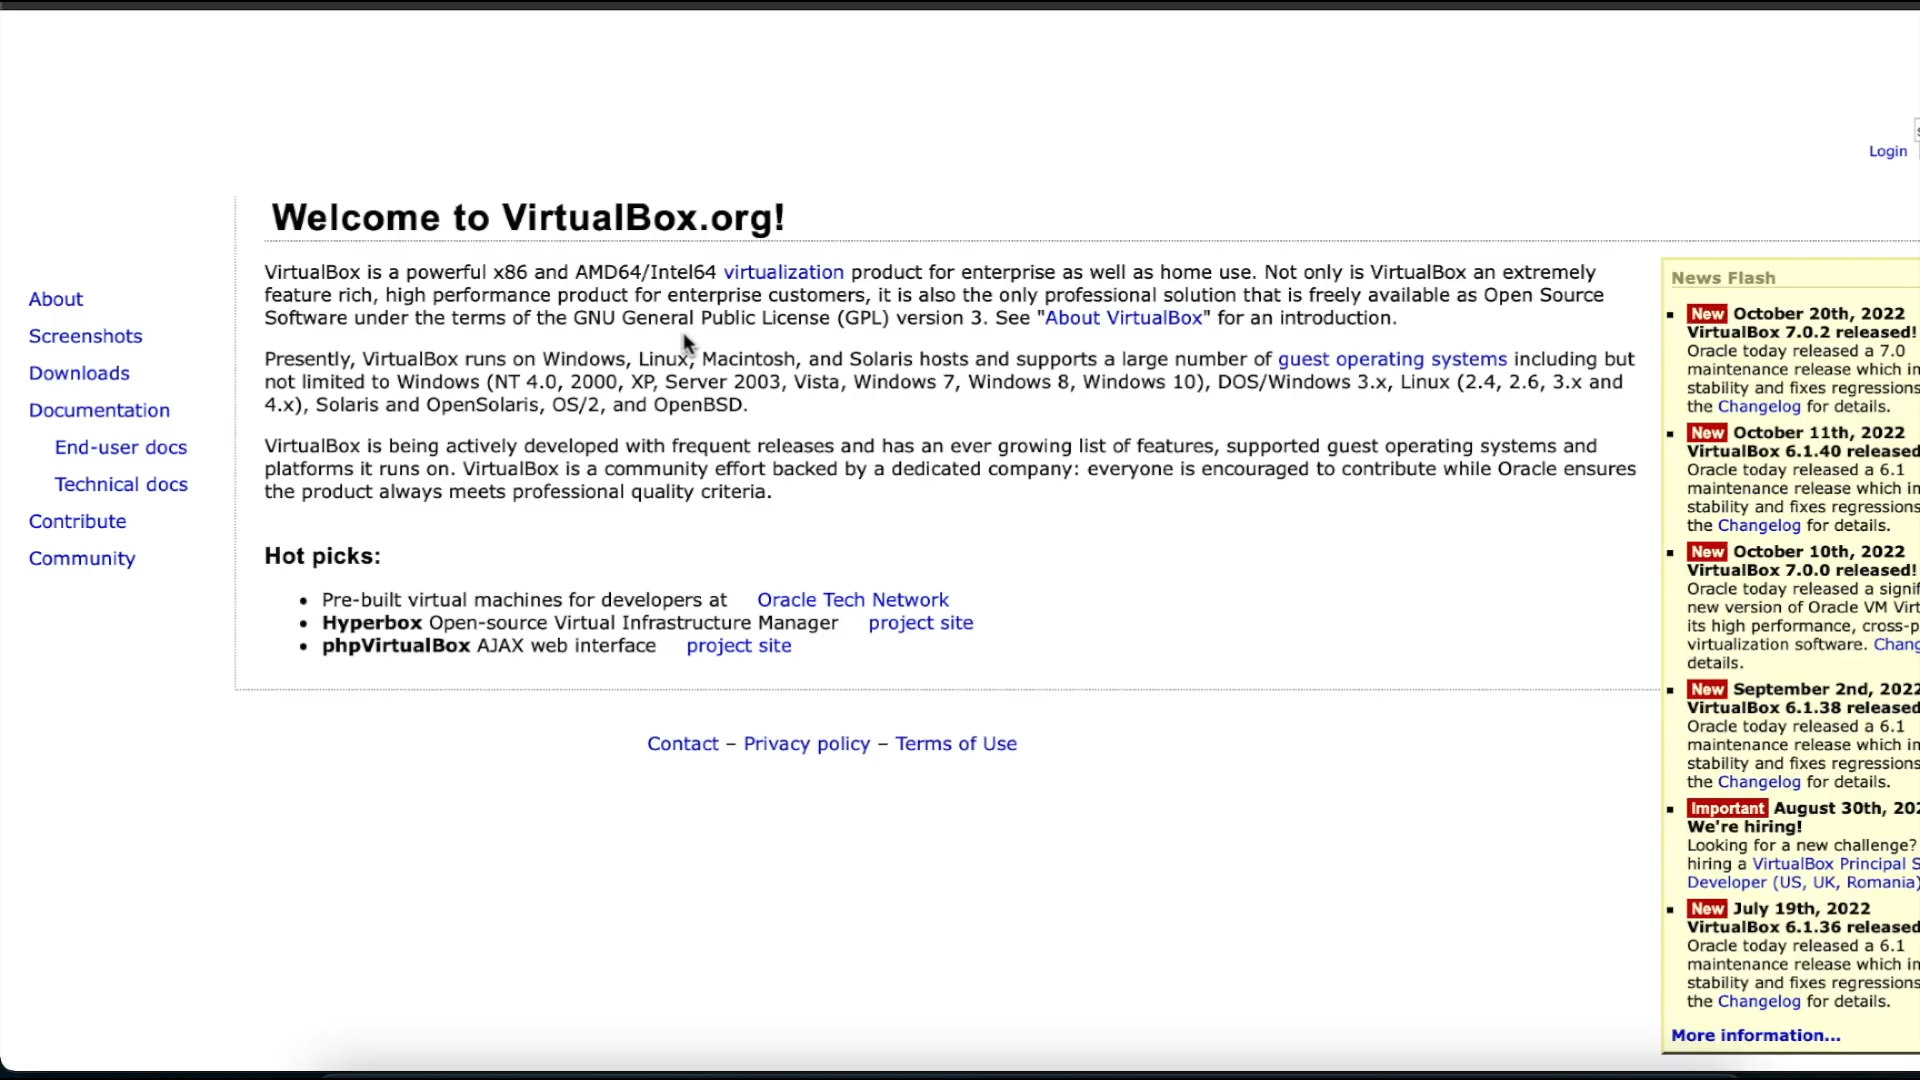 Login
Welcome to VirtualBox.org!
VirtualBox is a powerful x86 and AMD64/Intel64 virtualization product for enterprise as well as home use. Not only is VirtualBox an extremely
feature rich, high performance product for enterprise customers, it is also the only professional solution that is freely available as Open Source
Software under the terms of the GNU General Public License (GPL) version 3. See "About VirtualBox" for an introduction.
Presently, VirtualBox runs on Windows, Linux, Macintosh, and Solaris hosts and supports a large number of guest operating systems including but
not limited to Windows (NT 4.0, 2000, XP, Server 2003, Vista, Windows 7, Windows 8, Windows 10), DOS/Windows 3.x, Linux (2.4, 2.6, 3.x and
4.x), Solaris and OpenSolaris, OS/2, and OpenBSD.
VirtualBox is being actively developed with frequent releases and has an ever growing list of features, supported guest operating systems and
platforms it runs on. VirtualBox is a community effort backed by a dedicated company: everyone is encouraged to contribute while Oracle ensures
the product always meets professional quality criteria.
Hot picks:
• Pre-built virtual machines for developers at Oracle Tech Network
• Hyperbox Open-source Virtual Infrastructure Manager project site
• phpVirtualBox AJAX web interface project site
Contact – Privacy policy – Terms of Use
About
Screenshots
Downloads
Documentation
End-user docs
Technical docs
Contribute
Community
News Flash
New October 20th, 2022
VirtualBox 7.0.2 released!
Oracle today released a 7.0
maintenance release which
stability and fixes regressions
the Changelog for details.
New October 11th, 2022
VirtualBox 6.1.40 released
Oracle today released a 6.1
maintenance release which
stability and fixes regressions
the Changelog for details.
New October 10th, 2022
VirtualBox 7.0.0 released!
Oracle today released a
new version of Oracle VM
its high performance,
virtualization software.
details.
New September 2nd, 2022
VirtualBox 6.1.38 released
Oracle today released a 6.1
maintenance release which
stability and fixes regressions
the Changelog for details.
Important August 30th,
We're hiring!
Looking for a new challenge?
hiring a VirtualBox Principal
Developer (US, UK, Romania)
New July 19th, 2022
VirtualBox 6.1.36 released
Oracle today released a 6.1
maintenance release which
stability and fixes regressions
the Changelog for details.
More information...